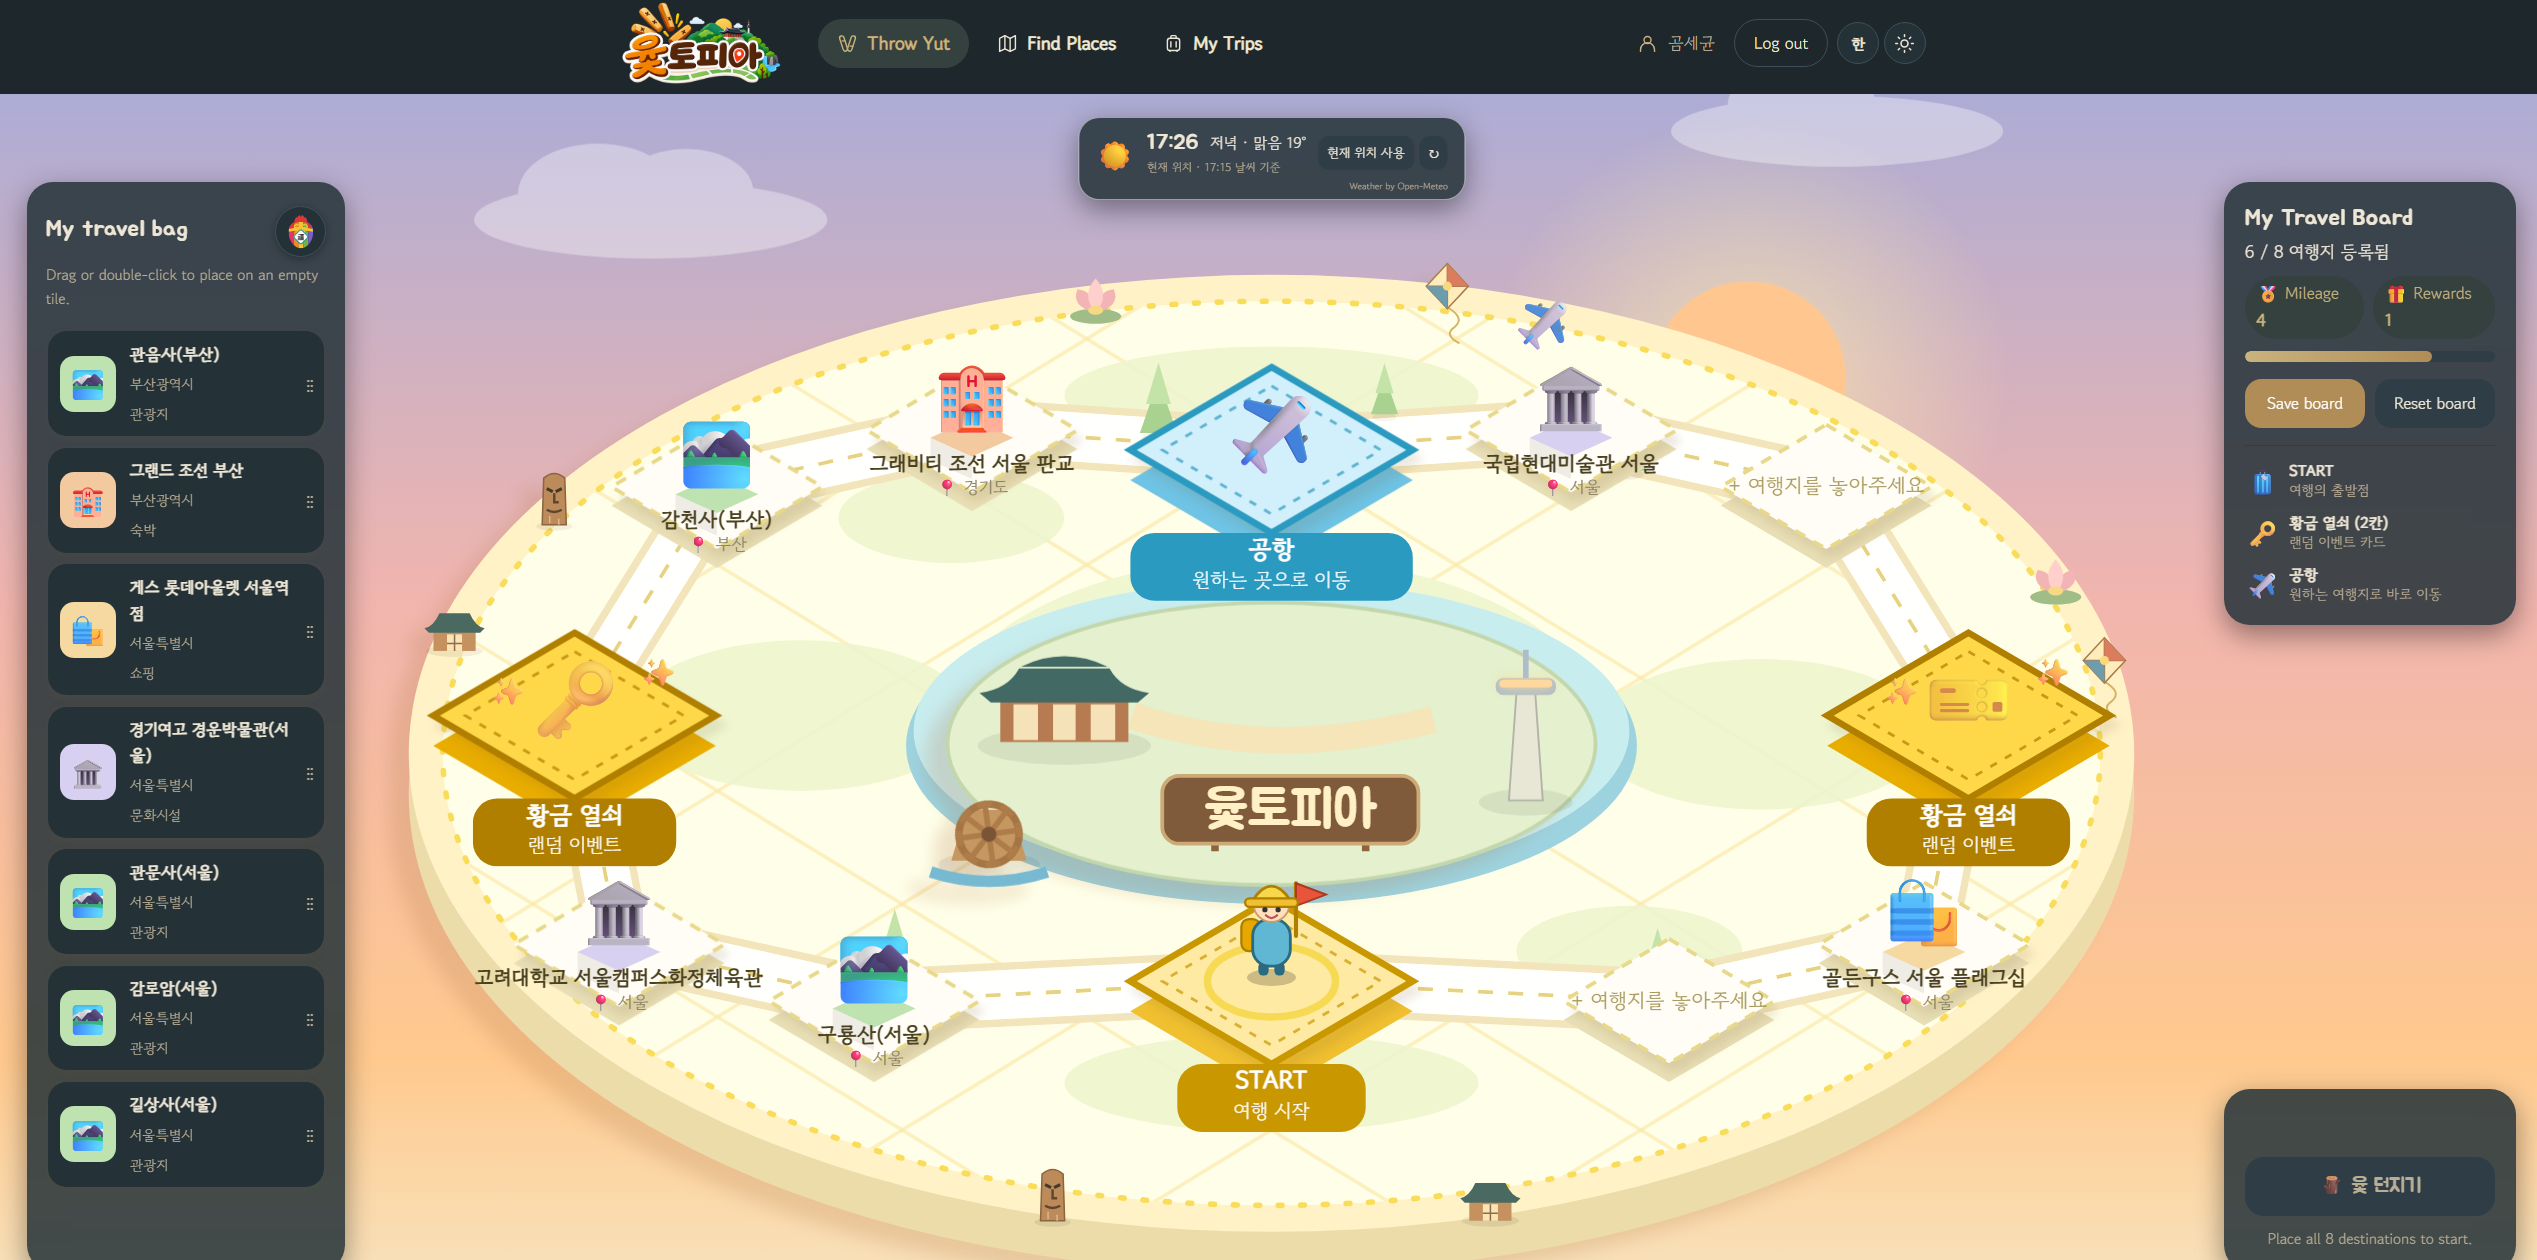 윷토피아
Throw Yut
Find Places
My Trips
곰세균
Log out
한
17:26 저녁 · 맑음 19°
현재 위치 · 17:15 날씨 기준
현재 위치 사용
↻
Weather by Open-Meteo
My travel bag
Drag or double-click to place on an empty
tile.
관음사(부산)
부산광역시
관광지
그랜드 조선 부산
부산광역시
숙박
게스 롯데아울렛 서울역
점
서울특별시
쇼핑
경기여고 경운박물관(서
울)
서울특별시
문화시설
관문사(서울)
서울특별시
관광지
감로암(서울)
서울특별시
관광지
길상사(서울)
서울특별시
관광지
감천사(부산)
부산
그래비티 조선 서울 판교
경기도
공항
원하는 곳으로 이동
국립현대미술관 서울
서울
+ 여행지를 놓아주세요
황금 열쇠
랜덤 이벤트
윷토피아
황금 열쇠
랜덤 이벤트
고려대학교 서울캠퍼스화정체육관
서울
구룡산(서울)
서울
START
여행 시작
+ 여행지를 놓아주세요
골든구스 서울 플래그십
서울
My Travel Board
6 / 8 여행지 등록됨
Mileage
4
Rewards
1
Save board
Reset board
START
여행의 출발점
황금 열쇠 (2칸)
랜덤 이벤트 카드
공항
원하는 여행지로 바로 이동
윷 던지기
Place all 8 destinations to start.